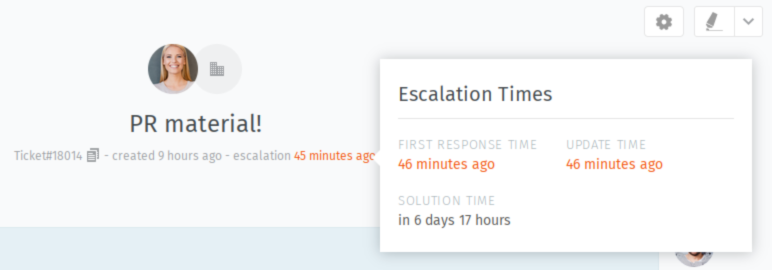 PR material!
Ticket#18014 - created 9 hours ago - escalation 45 minutes ago
Escalation Times
FIRST RESPONSE TIME UPDATE TIME
46 minutes ago 46 minutes ago
SOLUTION TIME
in 6 days 17 hours